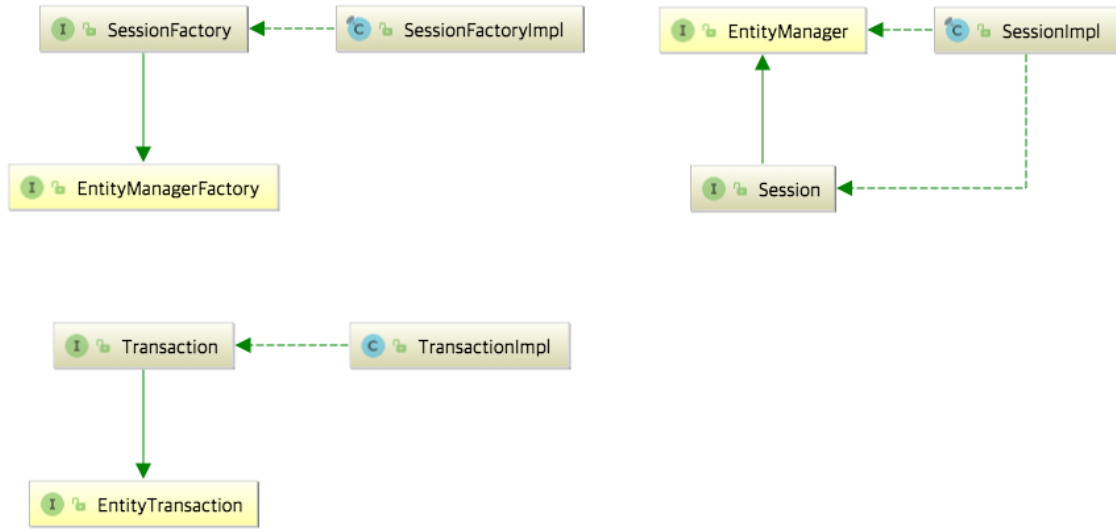 I SessionFactory
C SessionFactoryImpl
I EntityManager
C SessionImpl
I EntityManagerFactory
I Session
I Transaction
C TransactionImpl
I EntityTransaction